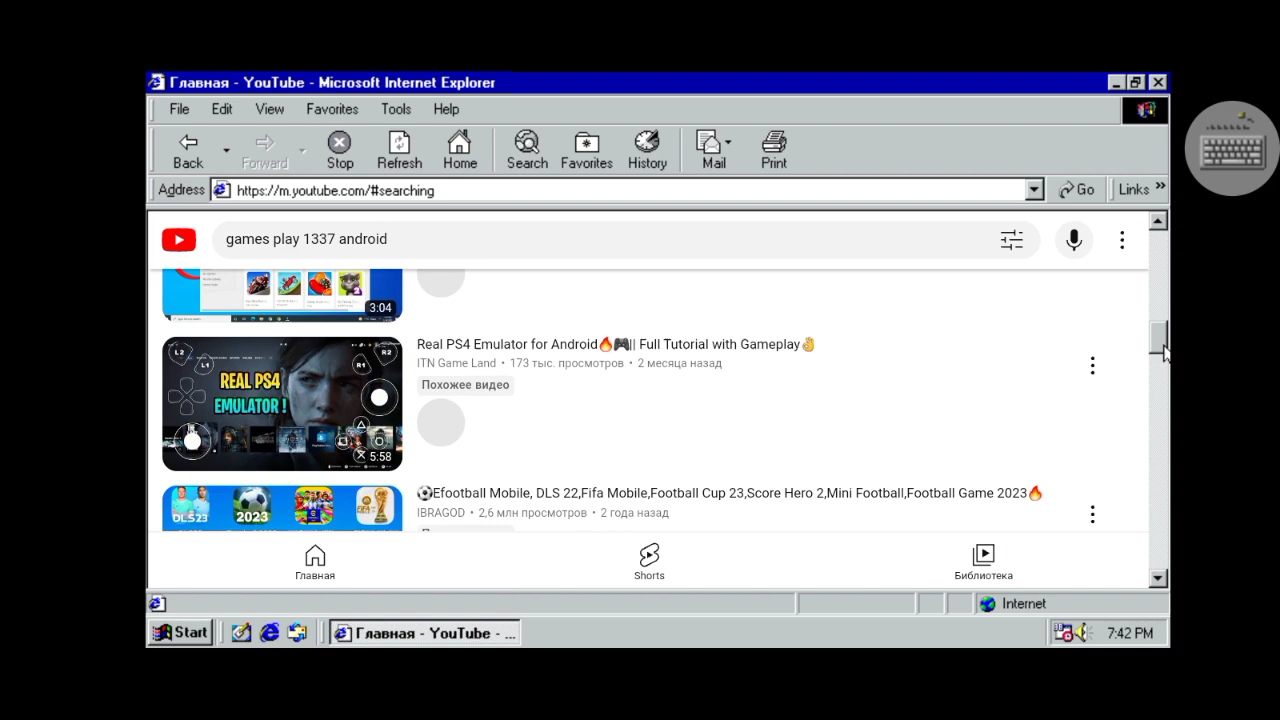 Главная - YouTube - Microsoft Internet Explorer
File Edit View Favorites Tools Help
Back Forward Stop Refresh Home Search Favorites History Mail Print
Address https://m.youtube.com/#searching Go Links »
games play 1337 android
3:04
Real PS4 Emulator for Android🔥🎮|| Full Tutorial with Gameplay👌
ITN Game Land • 173 тыс. просмотров • 2 месяца назад
Похожее видео
L2 R2
L1 R1
REAL PS4
EMULATOR !
5:58
⚽Efootball Mobile, DLS 22,Fifa Mobile,Football Cup 23,Score Hero 2,Mini Football,Football Game 2023🔥
IBRAGOD • 2,6 млн просмотров • 2 года назад
DLS23 2023
Главная Shorts Библиотека
Internet
Start Главная - YouTube - ... 7:42 PM